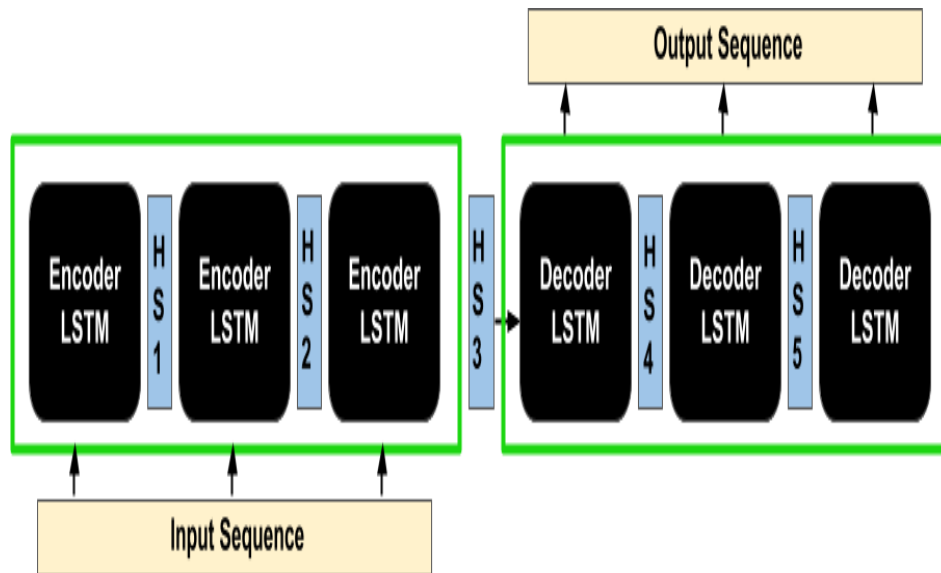 Output Sequence
Encoder
LSTM
H
S
1
Encoder
LSTM
H
S
2
Encoder
LSTM
H
S
3
Decoder
LSTM
H
S
4
Decoder
LSTM
H
S
5
Decoder
LSTM
Input Sequence